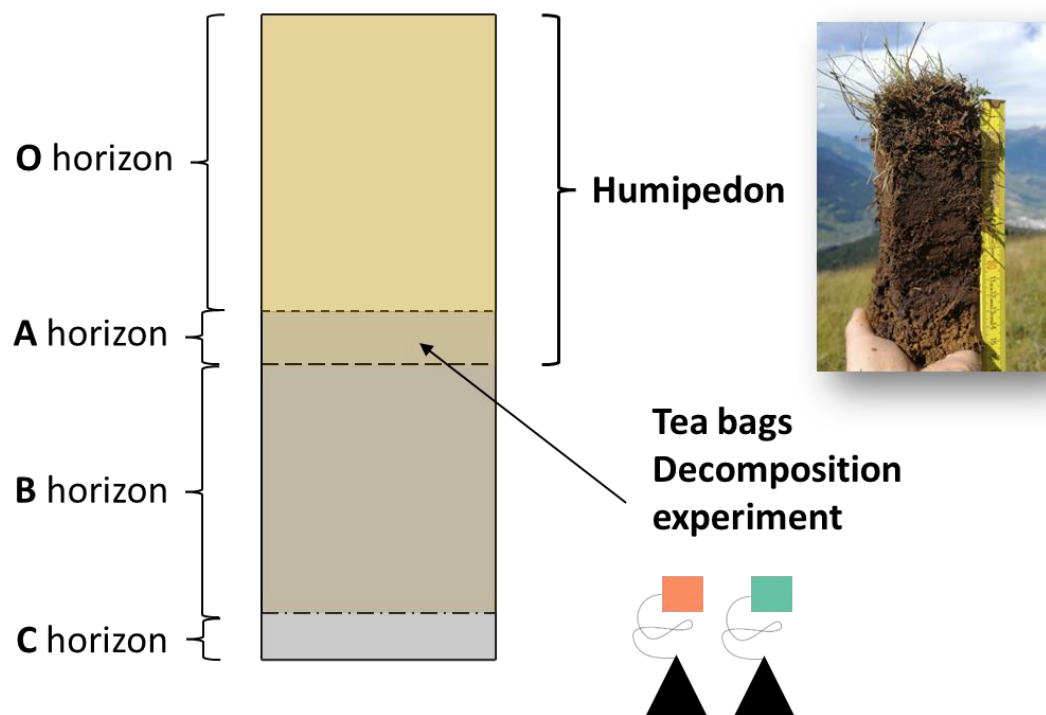 O horizon
A horizon
B horizon
C horizon
Humipedon
Tea bags
Decomposition
experiment